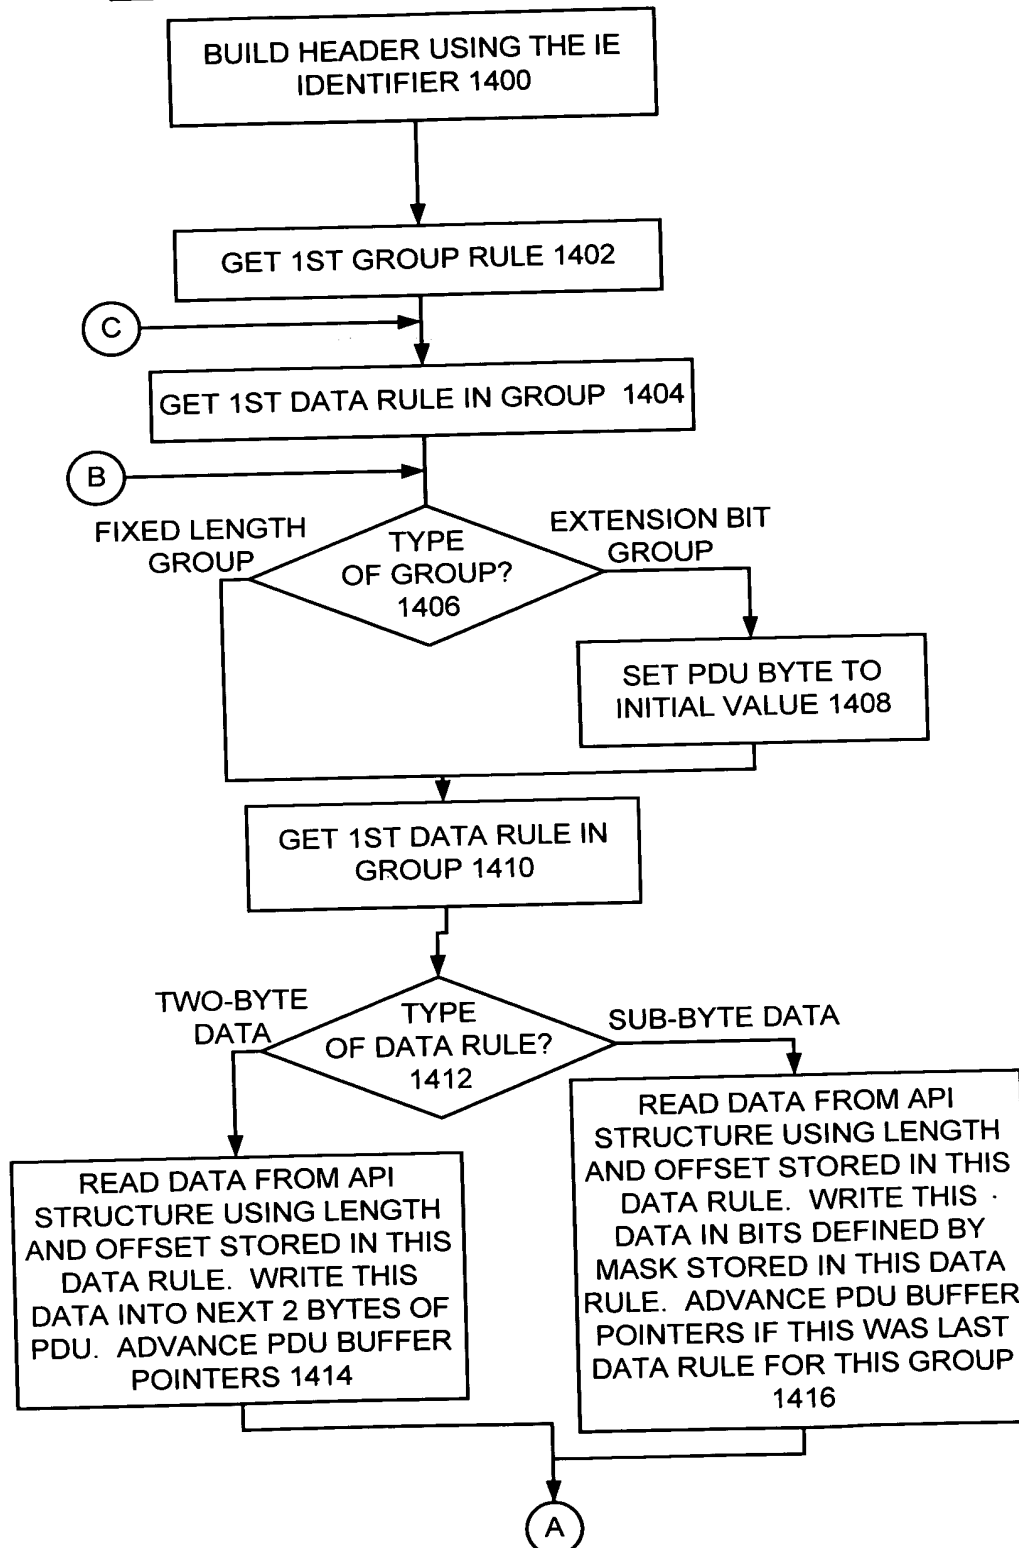 BUILD HEADER USING THE IE
IDENTIFIER 1400
GET 1ST GROUP RULE 1402
C
GET 1ST DATA RULE IN GROUP 1404
B
FIXED LENGTH
GROUP
TYPE
OF GROUP?
1406
EXTENSION BIT
GROUP
SET PDU BYTE TO
INITIAL VALUE 1408
GET 1ST DATA RULE IN
GROUP 1410
TWO-BYTE
DATA
TYPE
OF DATA RULE?
1412
SUB-BYTE DATA
READ DATA FROM API
STRUCTURE USING LENGTH
AND OFFSET STORED IN THIS
DATA RULE. WRITE THIS
DATA INTO NEXT 2 BYTES OF
PDU. ADVANCE PDU BUFFER
POINTERS 1414
READ DATA FROM API
STRUCTURE USING LENGTH
AND OFFSET STORED IN THIS
DATA RULE. WRITE THIS
DATA IN BITS DEFINED BY
MASK STORED IN THIS DATA
RULE. ADVANCE PDU BUFFER
POINTERS IF THIS WAS LAST
DATA RULE FOR THIS GROUP
1416
A